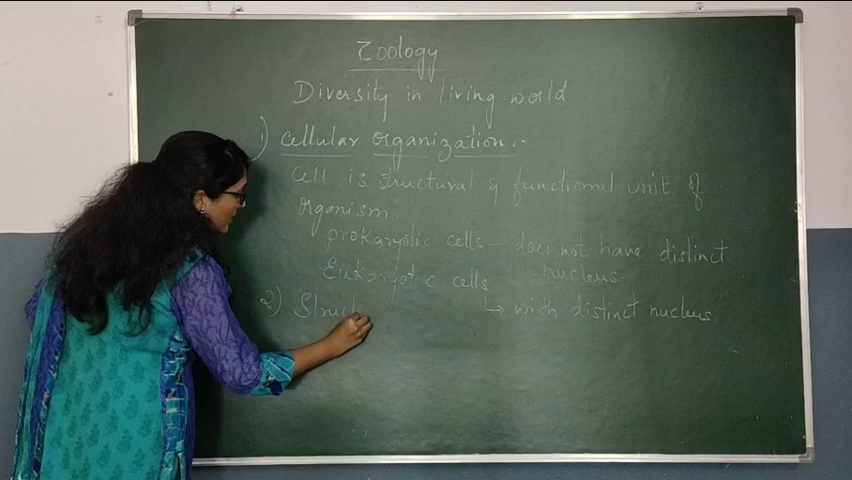 Zoology
Diversity in living world
1) Cellular organization:-
Cell is structural & functional unit of
organism.
prokaryotic cells - does not have distinct
nucleus.
Eukaryotic cells
↳ with distinct nucleus
2) Struct